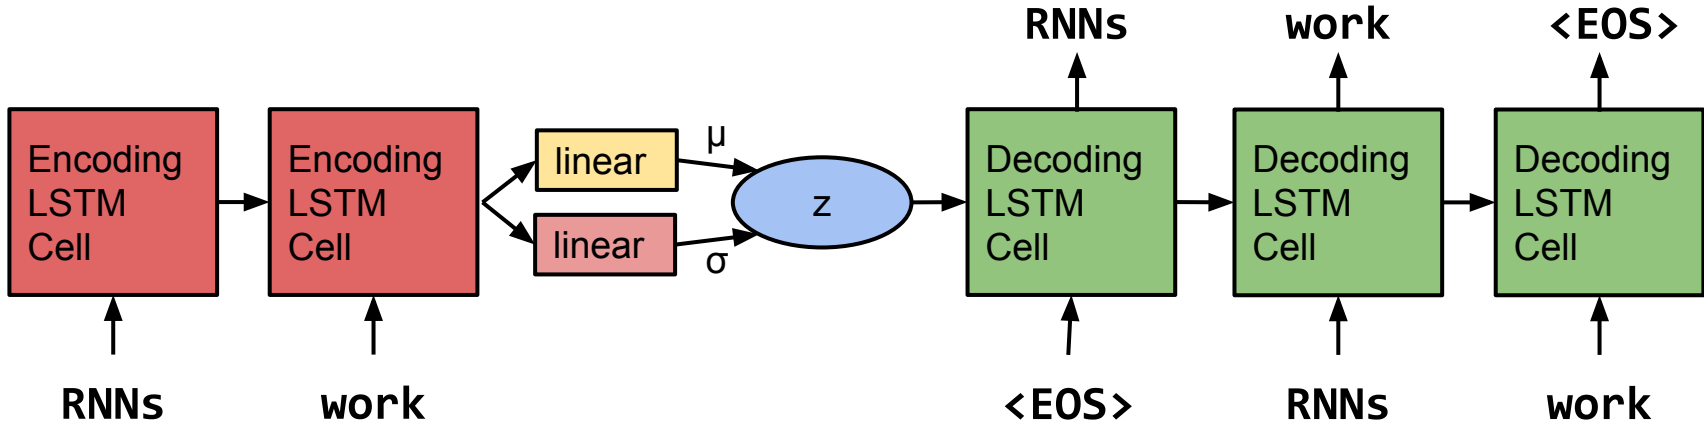 RNNs work <EOS>
Encoding
LSTM
Cell
Encoding
LSTM
Cell
linear
linear
μ
σ
z
Decoding
LSTM
Cell
Decoding
LSTM
Cell
Decoding
LSTM
Cell
RNNs work <EOS> RNNs work